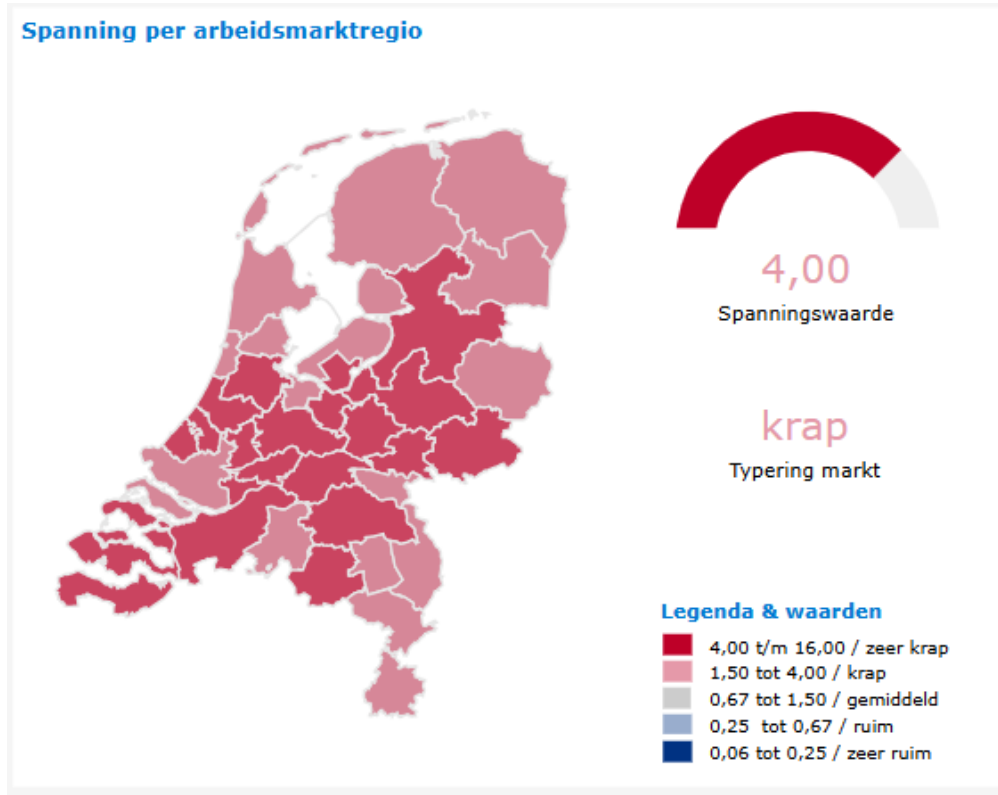 Spanning per arbeidsmarktregio
4,00
Spanningswaarde
krap
Typering markt
Legenda & waarden
4,00 t/m 16,00 / zeer krap
1,50 tot 4,00 / krap
0,67 tot 1,50 / gemiddeld
0,25 tot 0,67 / ruim
0,06 tot 0,25 / zeer ruim